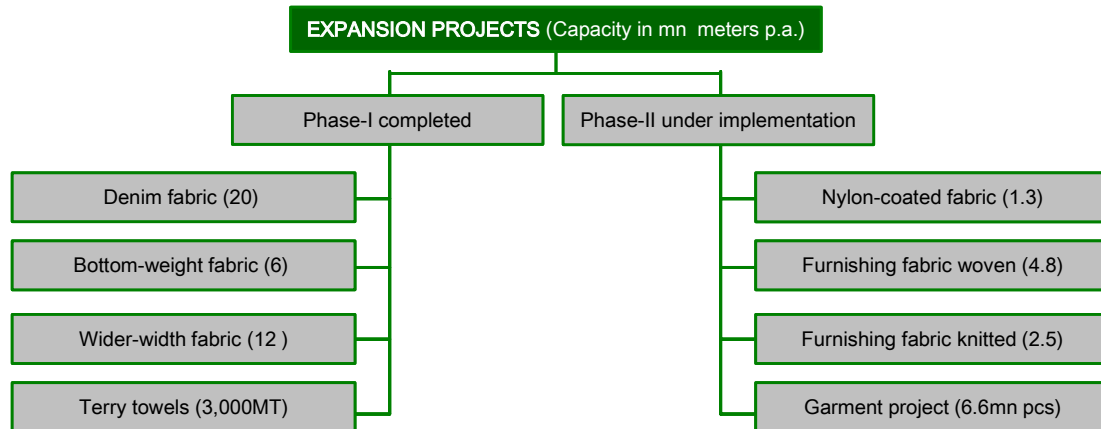 EXPANSION PROJECTS (Capacity in mn meters p.a.)
Phase-I completed
Phase-II under implementation
Denim fabric (20)
Nylon-coated fabric (1.3)
Bottom-weight fabric (6)
Furnishing fabric woven (4.8)
Wider-width fabric (12 )
Furnishing fabric knitted (2.5)
Terry towels (3,000MT)
Garment project (6.6mn pcs)